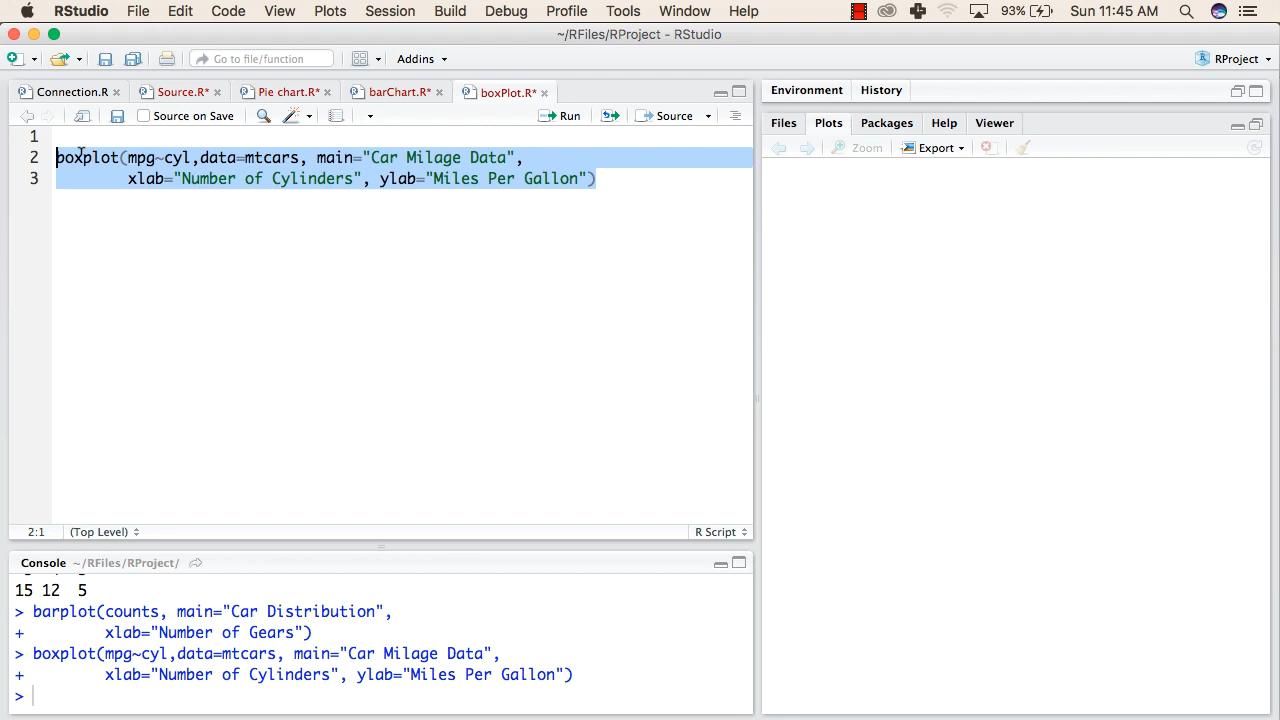 RStudio File Edit Code View Plots Session Build Debug Profile Tools Window Help 93% Sun 11:45 AM
~/RFiles/RProject - RStudio
Go to file/function Addins RProject
Connection.R Source.R* Pie chart.R* barChart.R* boxPlot.R*
Source on Save Run Source
1
2 boxplot(mpg~cyl,data=mtcars, main="Car Milage Data",
3 xlab="Number of Cylinders", ylab="Miles Per Gallon")
2:1 (Top Level) R Script
Console ~/RFiles/RProject/
15 12 5
> barplot(counts, main="Car Distribution",
+ xlab="Number of Gears")
> boxplot(mpg~cyl,data=mtcars, main="Car Milage Data",
+ xlab="Number of Cylinders", ylab="Miles Per Gallon")
>
Environment History
Files Plots Packages Help Viewer
Zoom Export